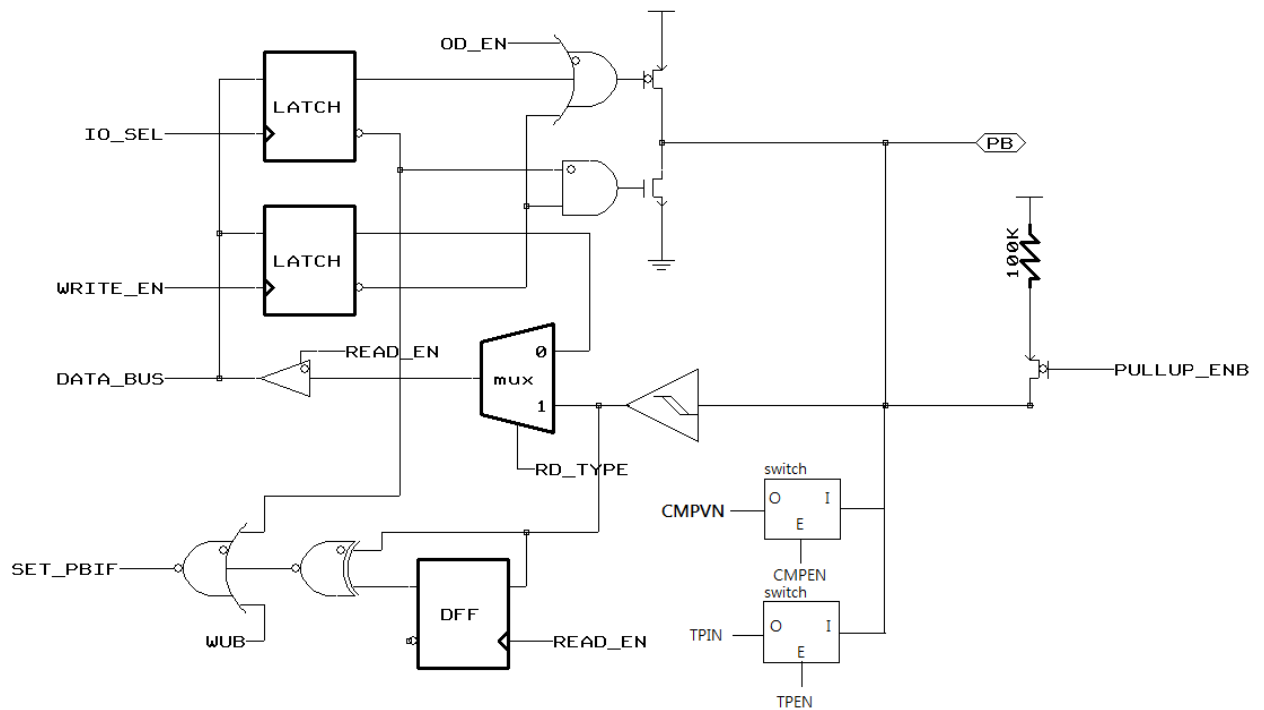 OD_EN
LATCH
IO_SEL
PB
LATCH
100K
WRITE_EN
READ_EN
0
DATA_BUS
mux
PULLUP_ENB
1
RD_TYPE
switch
O I
CMPVN
E
SET_PBIF
CMPEN
switch
DFF
O I
WUB
READ_EN
TPIN
E
TPEN